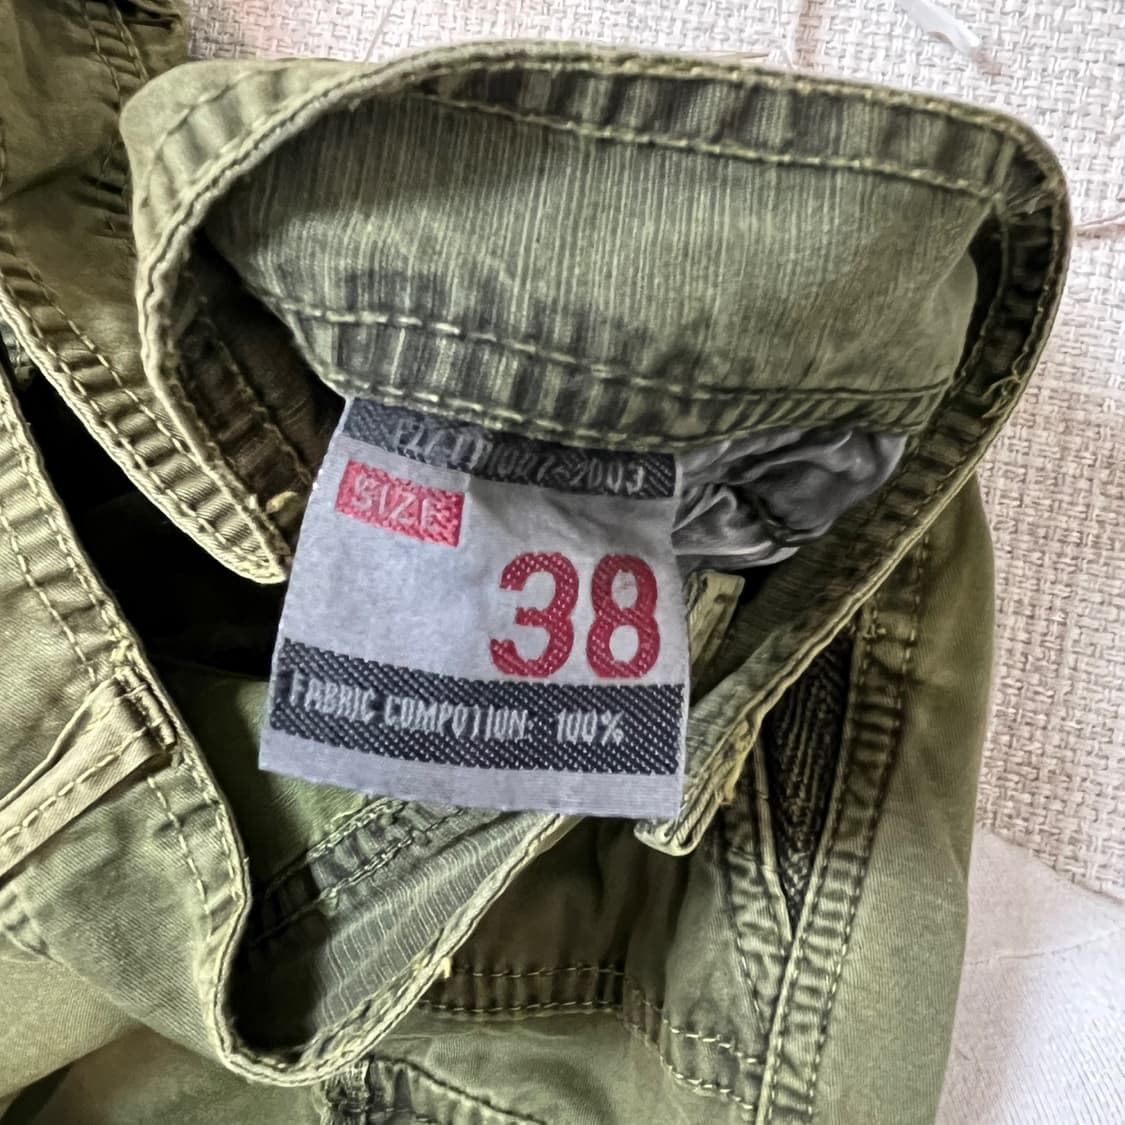 SIZE
38
FABRIC COMPOTION: 100%